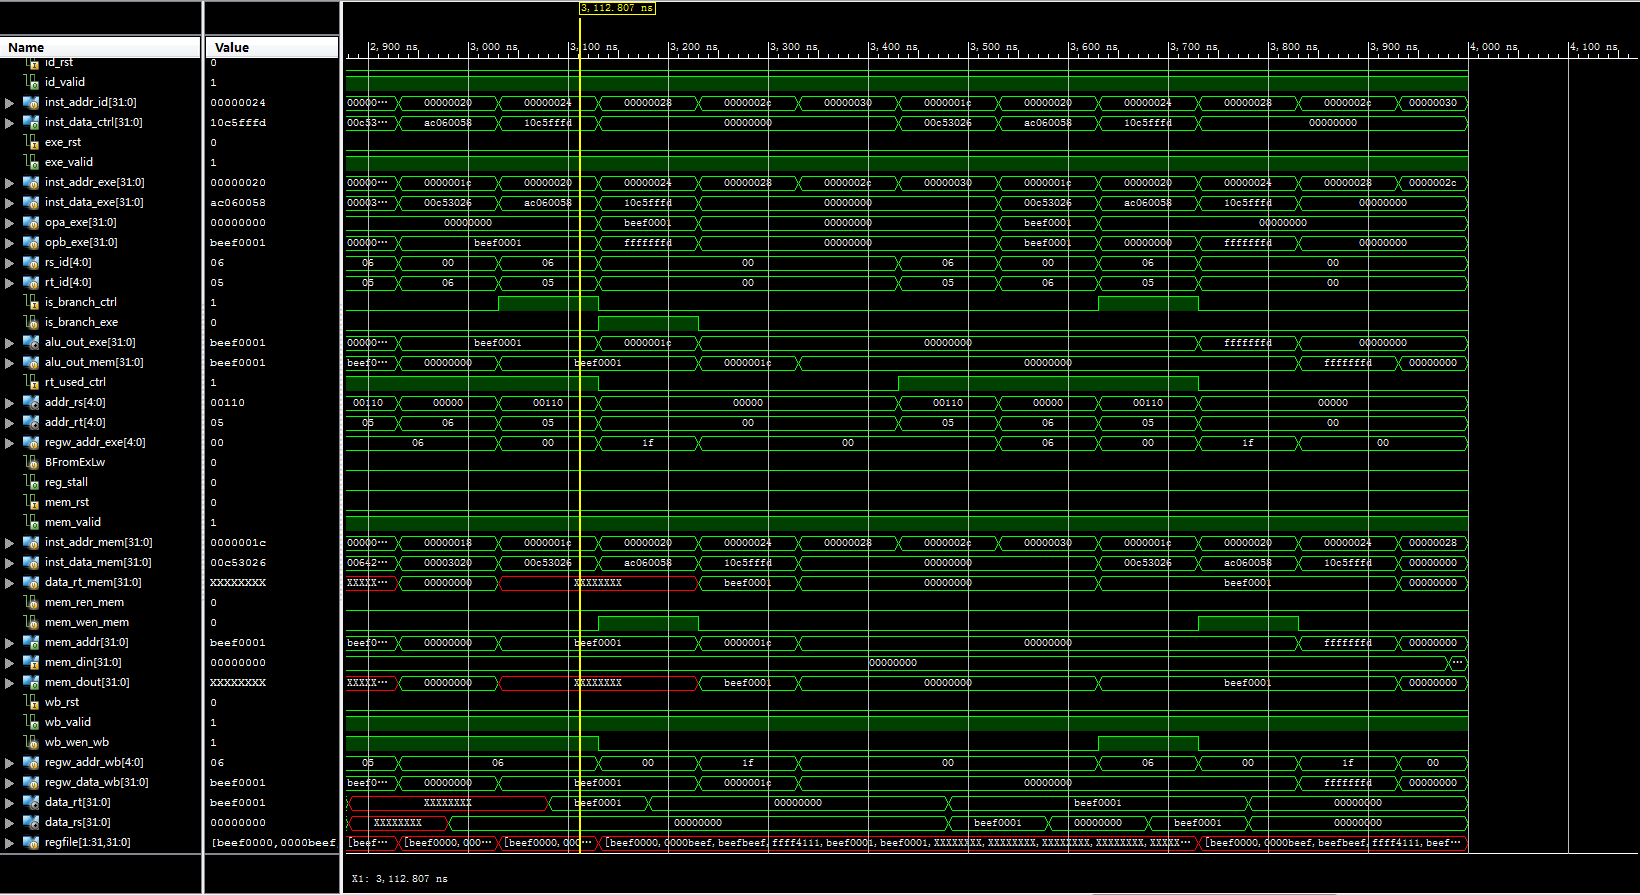 3,112.807 ns
2,900 ns 3,000 ns 3,100 ns 3,200 ns 3,300 ns 3,400 ns 3,500 ns 3,600 ns 3,700 ns 3,800 ns 3,900 ns 4,000 ns 4,100 ns
Name Value
id_rst 0
id_valid 1
inst_addr_id[31:0] 00000024 00000··· 00000020 00000024 00000028 0000002c 00000030 0000001c 00000020 00000024 00000028 0000002c 00000030
inst_data_ctrl[31:0] 10c5fffd 00c53··· ac060058 10c5fffd 00000000 00c53026 ac060058 10c5fffd 00000000
exe_rst 0
exe_valid 1
inst_addr_exe[31:0] 00000020 00000··· 0000001c 00000020 00000024 00000028 0000002c 00000030 0000001c 00000020 00000024 00000028 0000002c
inst_data_exe[31:0] ac060058 00003··· 00c53026 ac060058 10c5fffd 00000000 00c53026 ac060058 10c5fffd 00000000
opa_exe[31:0] 00000000 00000000 beef0001 00000000 beef0001 00000000
opb_exe[31:0] beef0001 00000··· beef0001 fffffffd 00000000 beef0001 00000000 fffffffd 00000000
rs_id[4:0] 06 06 00 06 00 06 00 06 00
rt_id[4:0] 05 05 06 05 00 05 06 05 00
is_branch_ctrl 1
is_branch_exe 0
alu_out_exe[31:0] beef0001 00000··· beef0001 0000001c 00000000 fffffffd 00000000
alu_out_mem[31:0] beef0001 beef0··· 00000000 beef0001 0000001c 00000000 fffffffd 00000000
rt_used_ctrl 1
addr_rs[4:0] 00110 00110 00000 00110 00000 00110 00000 00110 00000
addr_rt[4:0] 05 05 06 05 00 05 06 05 00
regw_addr_exe[4:0] 00 06 00 1f 00 06 00 1f 00
BFromExLw 0
reg_stall 0
mem_rst 0
mem_valid 1
inst_addr_mem[31:0] 0000001c 00000··· 00000018 0000001c 00000020 00000024 00000028 0000002c 00000030 0000001c 00000020 00000024 00000028
inst_data_mem[31:0] 00c53026 00642··· 00003020 00c53026 ac060058 10c5fffd 00000000 00c53026 ac060058 10c5fffd 00000000
data_rt_mem[31:0] XXXXXXXX XXXXX··· 00000000 XXXXXXXX beef0001 00000000 beef0001 00000000
mem_ren_mem 0
mem_wen_mem 0
mem_addr[31:0] beef0001 beef0··· 00000000 beef0001 0000001c 00000000 fffffffd 00000000
mem_din[31:0] 00000000 00000000 ···
mem_dout[31:0] XXXXXXXX XXXXX··· 00000000 XXXXXXXX beef0001 00000000 beef0001 00000000
wb_rst 0
wb_valid 1
wb_wen_wb 1
regw_addr_wb[4:0] 06 05 06 00 1f 00 06 00 1f 00
regw_data_wb[31:0] beef0001 beef0··· 00000000 beef0001 0000001c 00000000 fffffffd 00000000
data_rt[31:0] beef0001 XXXXXXXX beef0001 00000000 beef0001 00000000
data_rs[31:0] 00000000 XXXXXXXX 00000000 beef0001 00000000 beef0001 00000000
regfile[1:31,31:0] [beef0000,0000beef [beef··· [beef0000,000··· [beef0000,000··· [beef0000,0000beef,beefbeef,ffff4111,beef0001,beef0001,XXXXXXXX,XXXXXXXX,XXXXXXXX,XXXXXXXX,XXXXX··· [beef0000,0000beef,beefbeef,ffff4111,beef···
X1: 3,112.807 ns